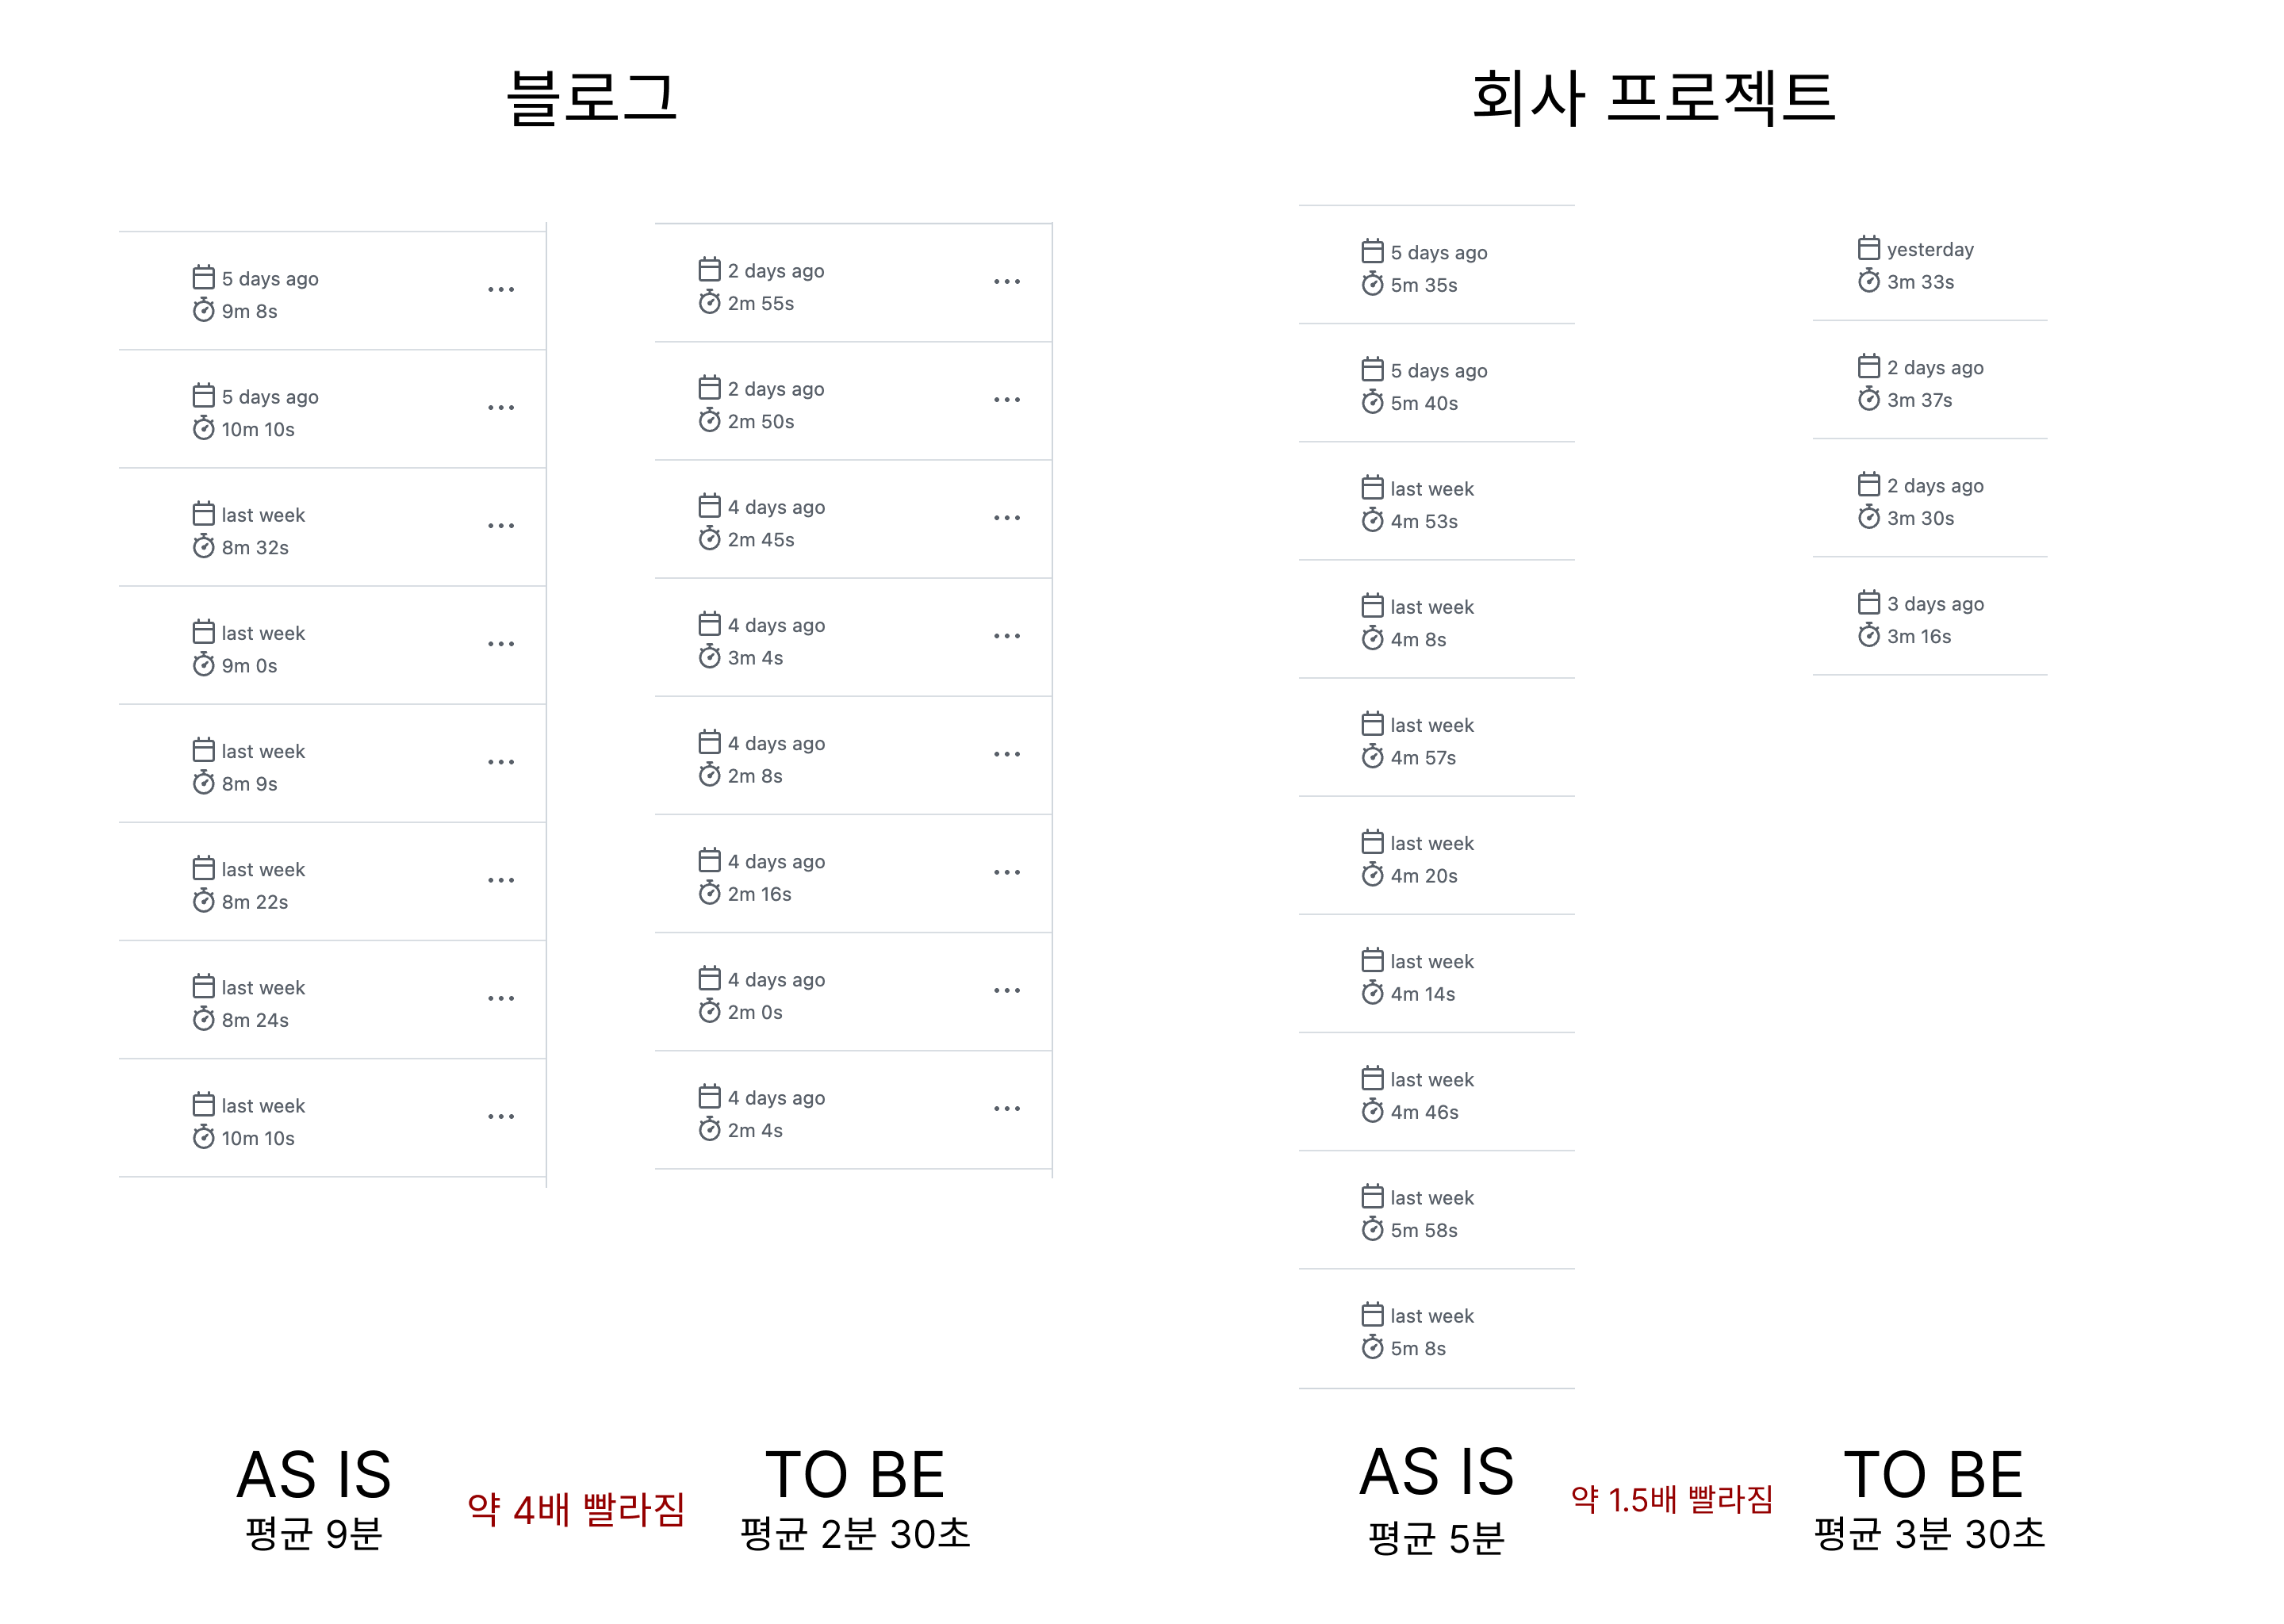 블로그
5 days ago
9m 8s
5 days ago
10m 10s
last week
8m 32s
last week
9m 0s
last week
8m 9s
last week
8m 22s
last week
8m 24s
last week
10m 10s
2 days ago
2m 55s
2 days ago
2m 50s
4 days ago
2m 45s
4 days ago
3m 4s
4 days ago
2m 8s
4 days ago
2m 16s
4 days ago
2m 0s
4 days ago
2m 4s
AS IS
평균 9분
약 4배 빨라짐
TO BE
평균 2분 30초
회사 프로젝트
5 days ago
5m 35s
5 days ago
5m 40s
last week
4m 53s
last week
4m 8s
last week
4m 57s
last week
4m 20s
last week
4m 14s
last week
4m 46s
last week
5m 58s
last week
5m 8s
yesterday
3m 33s
2 days ago
3m 37s
2 days ago
3m 30s
3 days ago
3m 16s
AS IS
평균 5분
약 1.5배 빨라짐
TO BE
평균 3분 30초